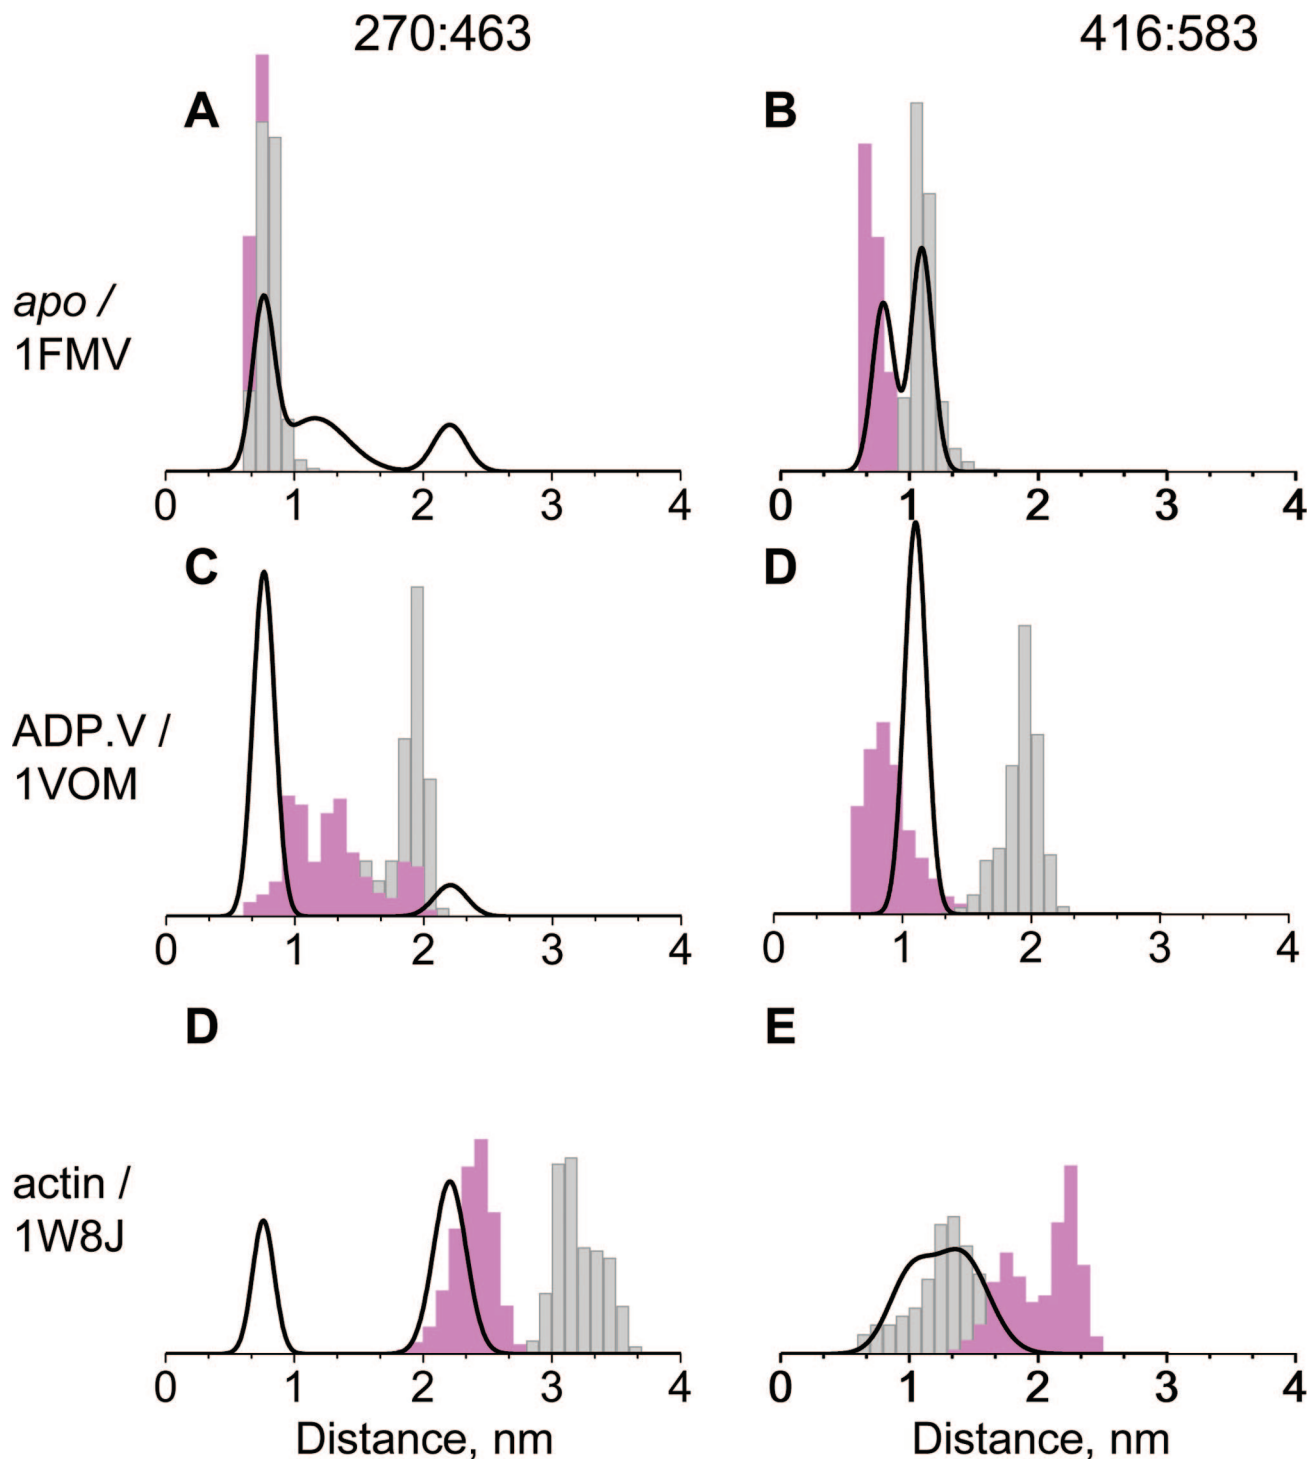 270:463
416:583
A
B
apo /
1FMV
0 1 2 3 4
0 1 2 3 4
C
D
ADP.V /
1VOM
0 1 2 3 4
0 1 2 3 4
D
E
actin /
1W8J
0 1 2 3 4
0 1 2 3 4
Distance, nm
Distance, nm